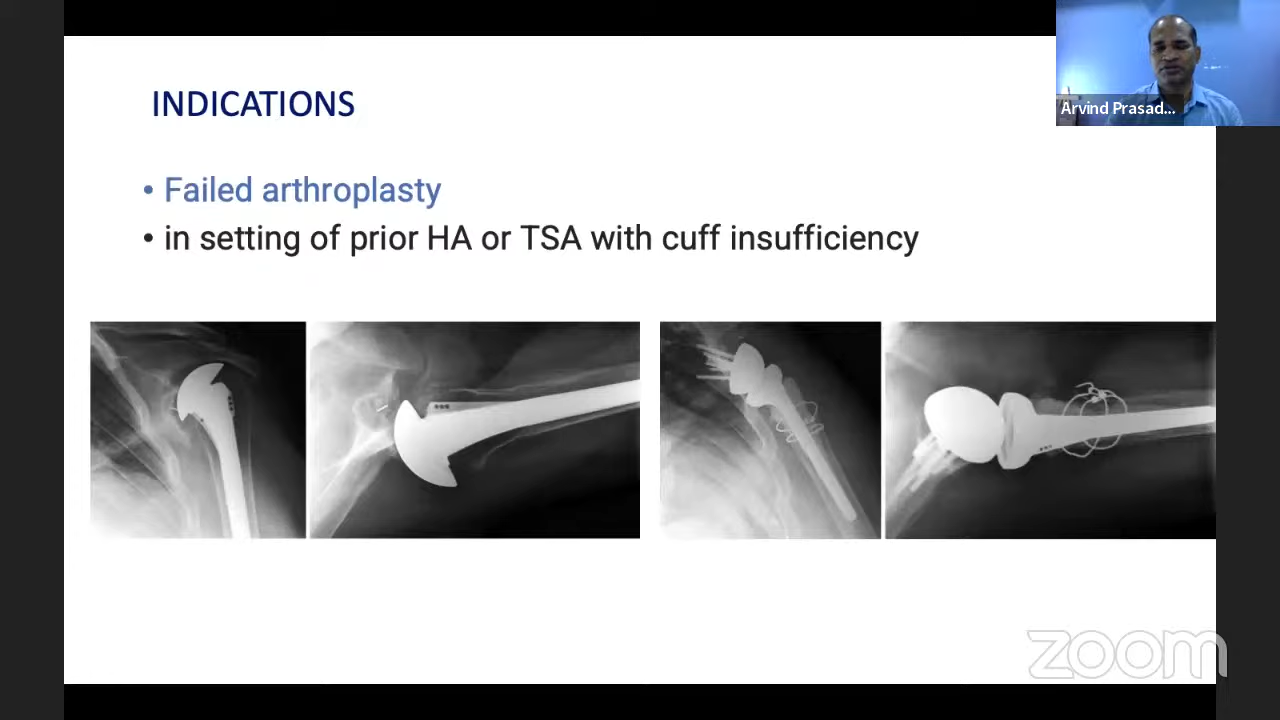 INDICATIONS
Arvind Prasad...
• Failed arthroplasty
• in setting of prior HA or TSA with cuff insufficiency
zoom